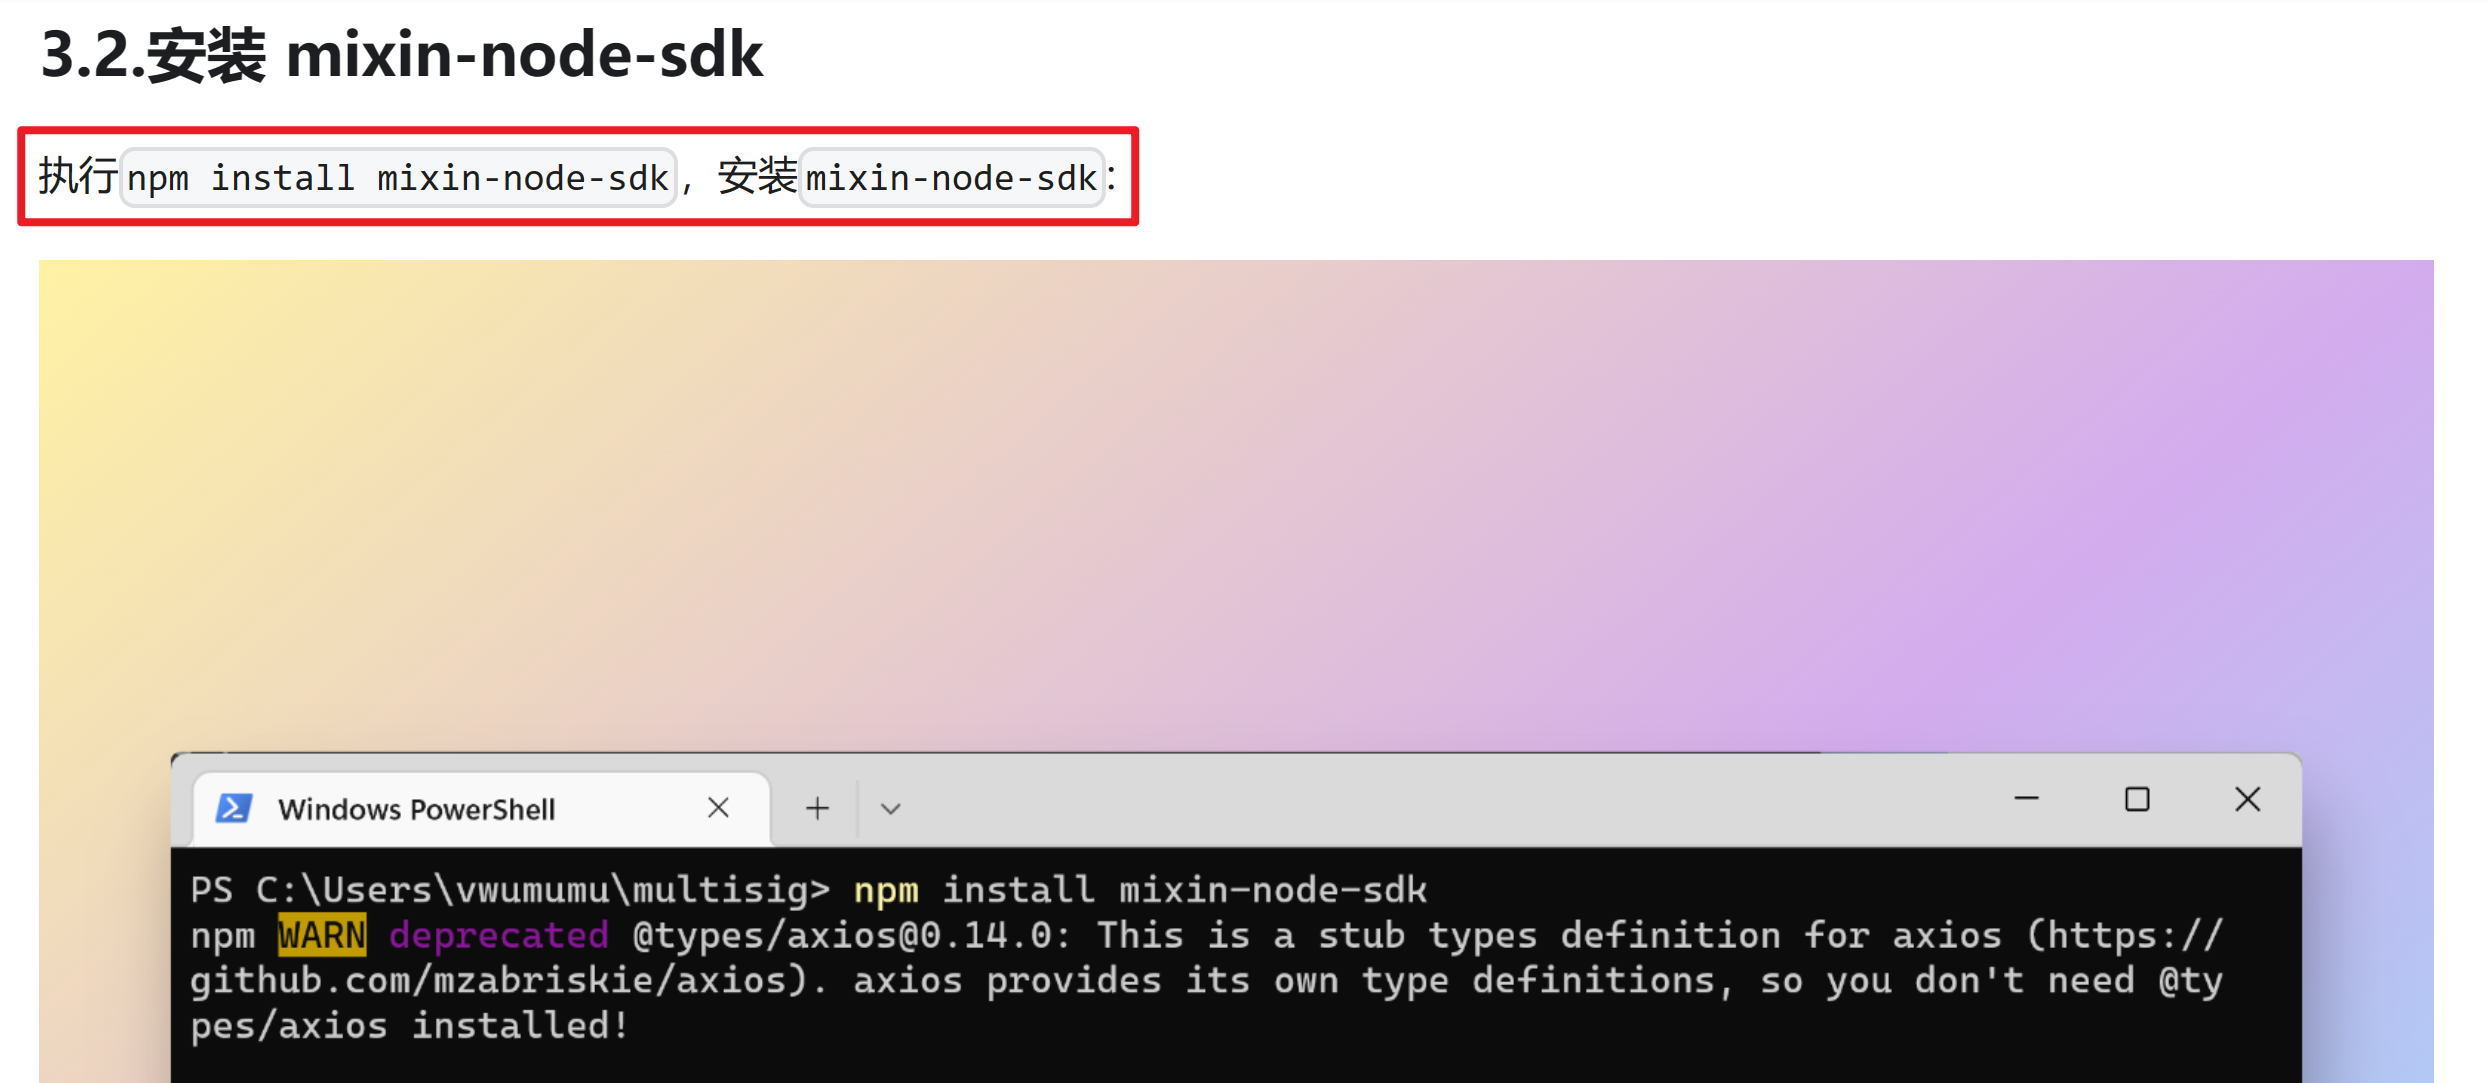 3.2.安装 mixin-node-sdk
执行npm install mixin-node-sdk，安装mixin-node-sdk：
Windows PowerShell
PS C:\Users\vwumumu\multisig> npm install mixin-node-sdk
npm WARN deprecated @types/axios@0.14.0: This is a stub types definition for axios (https://
github.com/mzabriskie/axios). axios provides its own type definitions, so you don't need @ty
pes/axios installed!